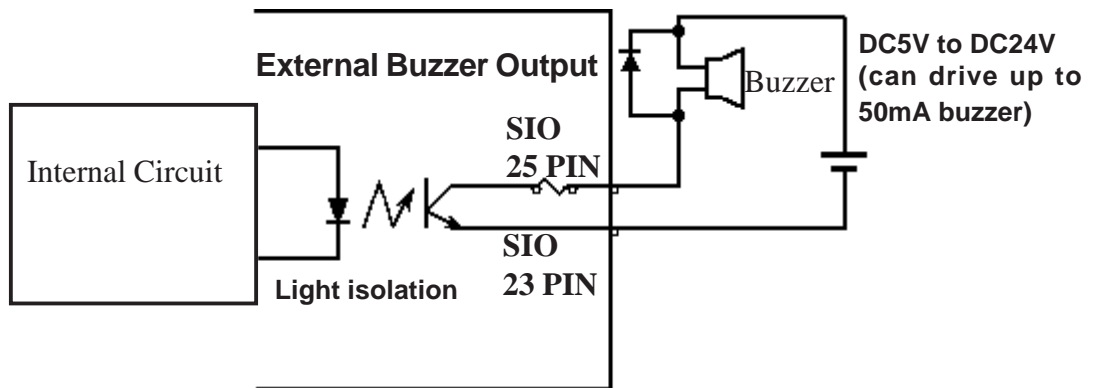 External Buzzer Output
DC5V to DC24V
(can drive up to
50mA buzzer)
Buzzer
SIO
25 PIN
Internal Circuit
SIO
23 PIN
Light isolation